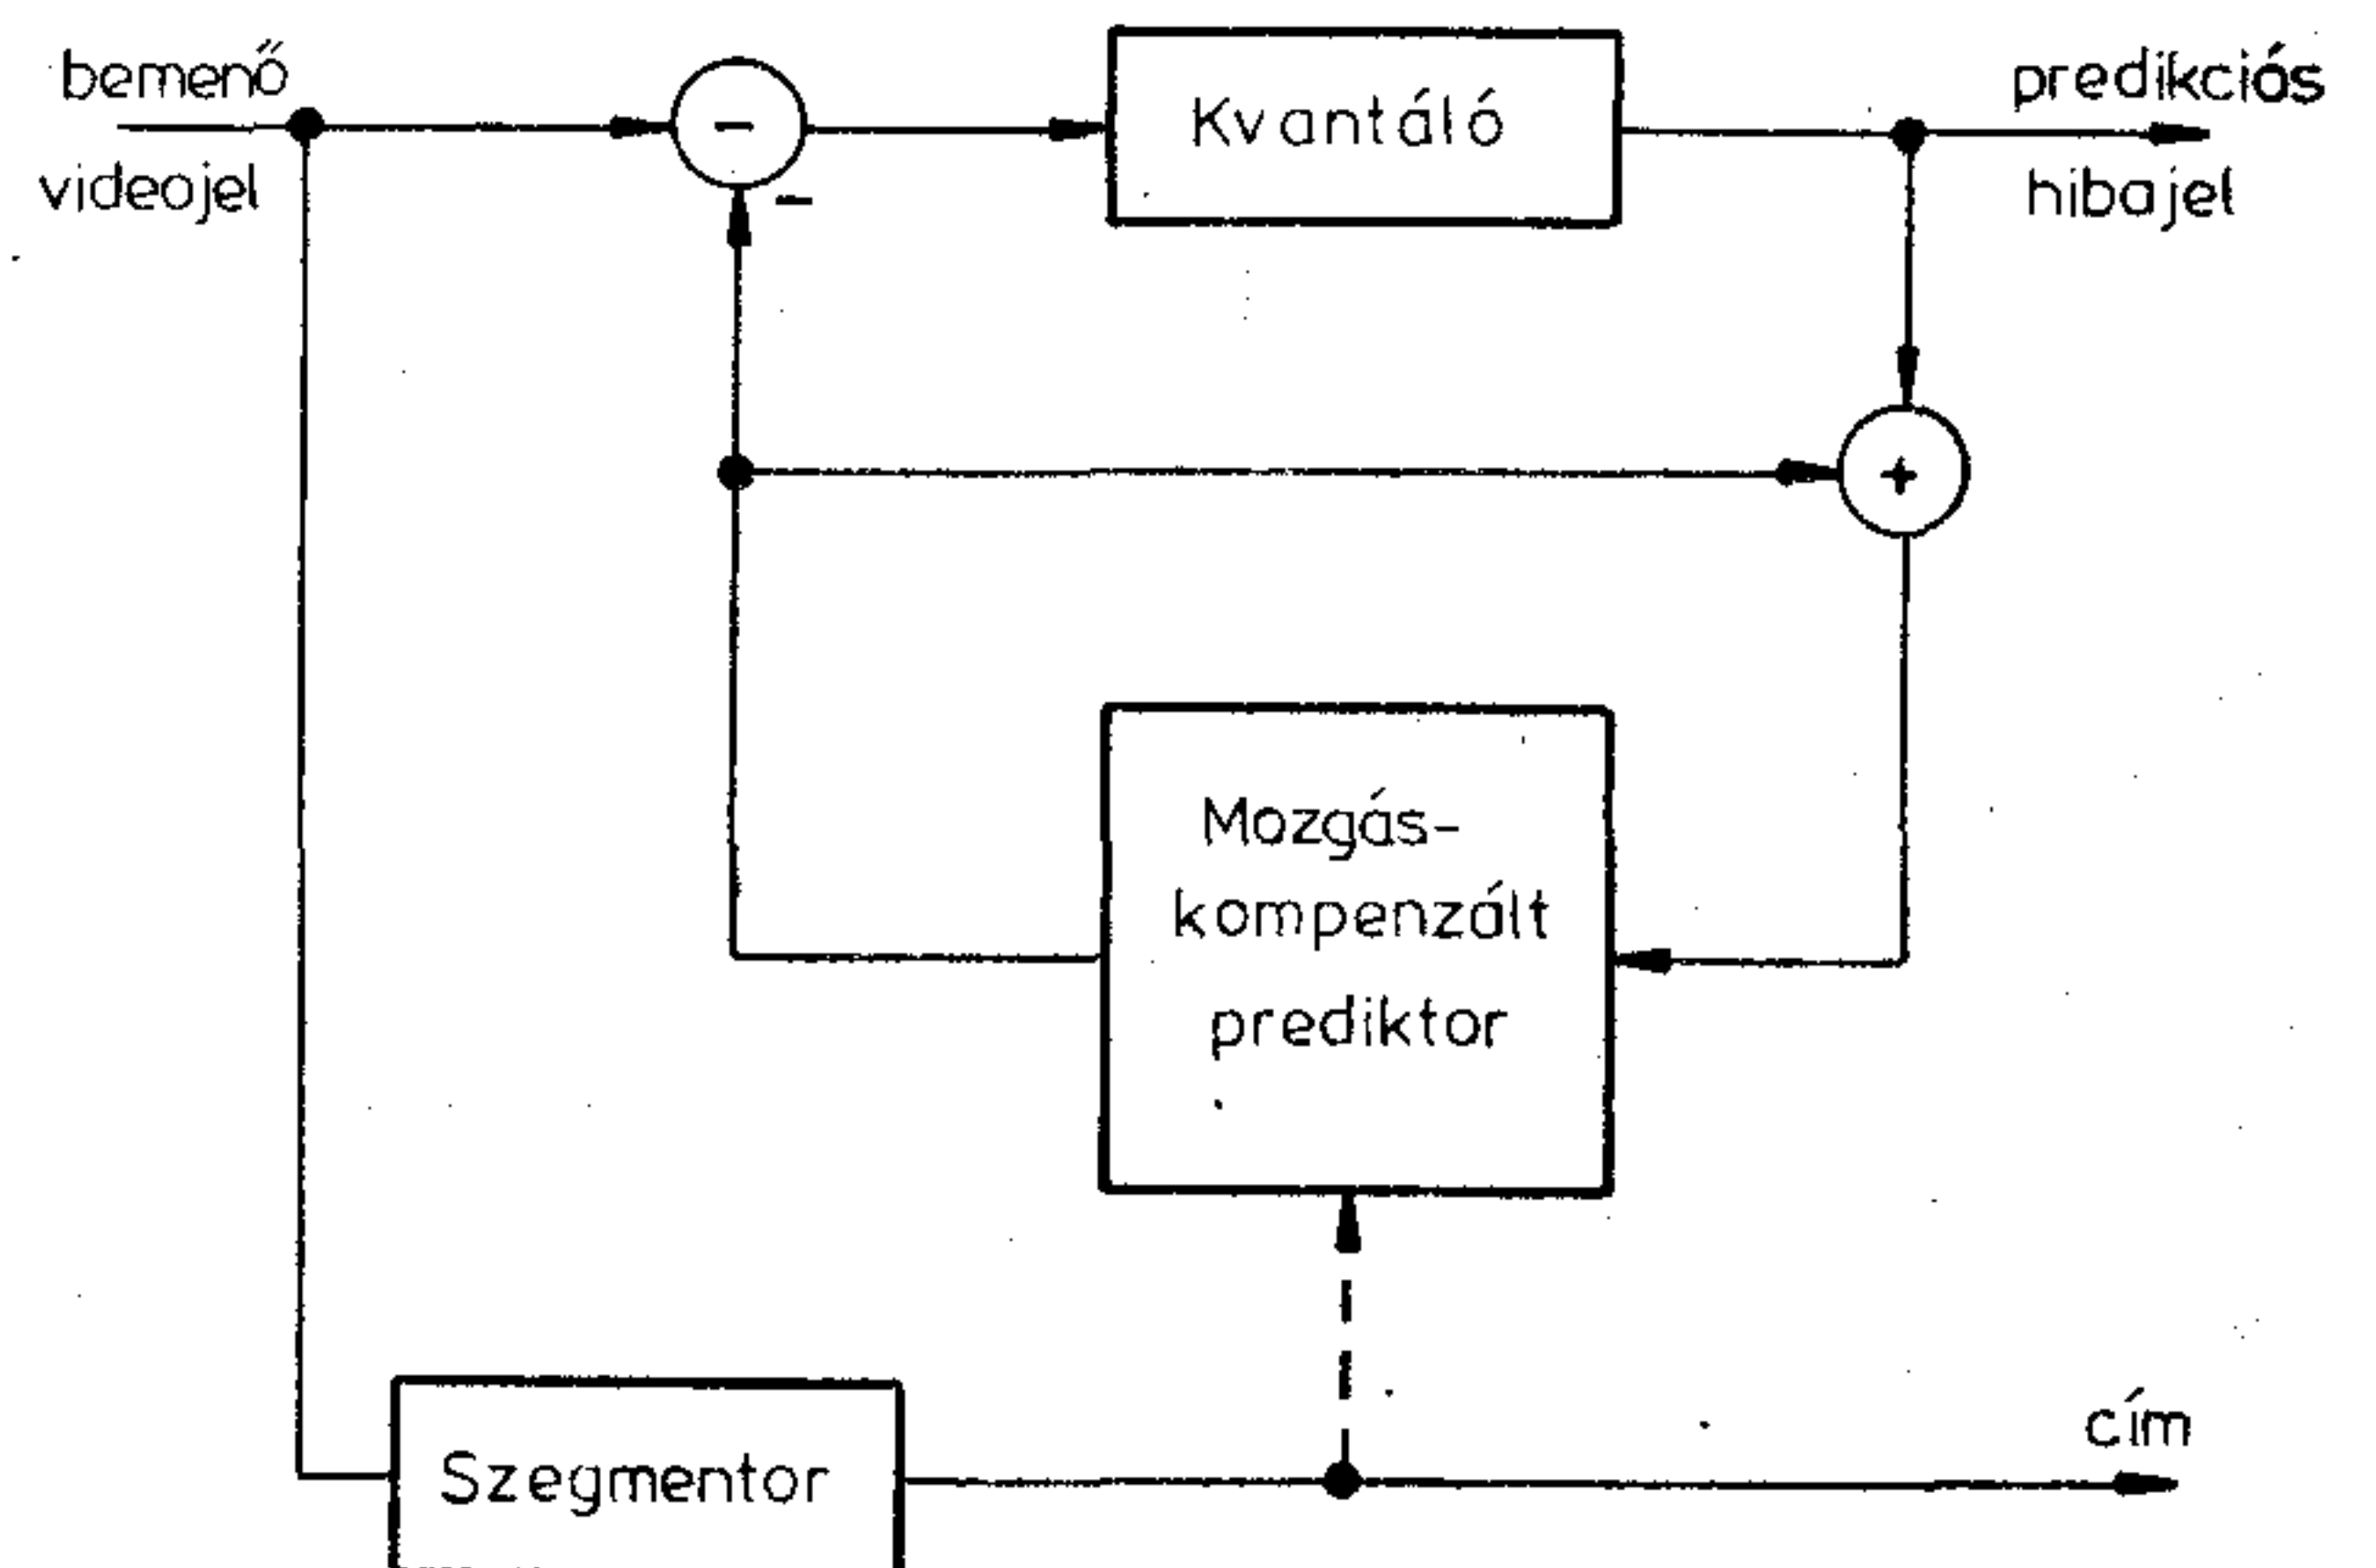 bemenő
videojel
-
-
Kvantáló
predikciós
hibajel
+
Mozgás-
kompenzált
prediktor
Szegmentor
cím